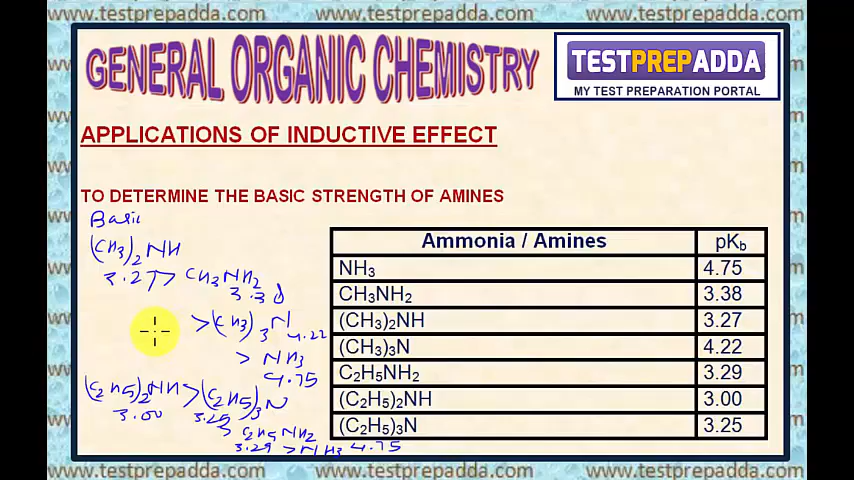 www.testprepadda.com www.testprepadda.com www.testprepadda.com
GENERAL ORGANIC CHEMISTRY
TESTPREPADDA
MY TEST PREPARATION PORTAL
APPLICATIONS OF INDUCTIVE EFFECT
TO DETERMINE THE BASIC STRENGTH OF AMINES
Basic
(CH3)2NH
3.27 > CH3NH2
3.38
> (CH3)3N
4.22
> NH3
4.75
(C2H5)2NH > (C2H5)3N
3.00 3.25
> C2H5NH2
3.29 > NH3 4.75
Ammonia / Amines pKb
NH3 4.75
CH3NH2 3.38
(CH3)2NH 3.27
(CH3)3N 4.22
C2H5NH2 3.29
(C2H5)2NH 3.00
(C2H5)3N 3.25
www.testprepadda.com www.testprepadda.com www.testprepadda.com